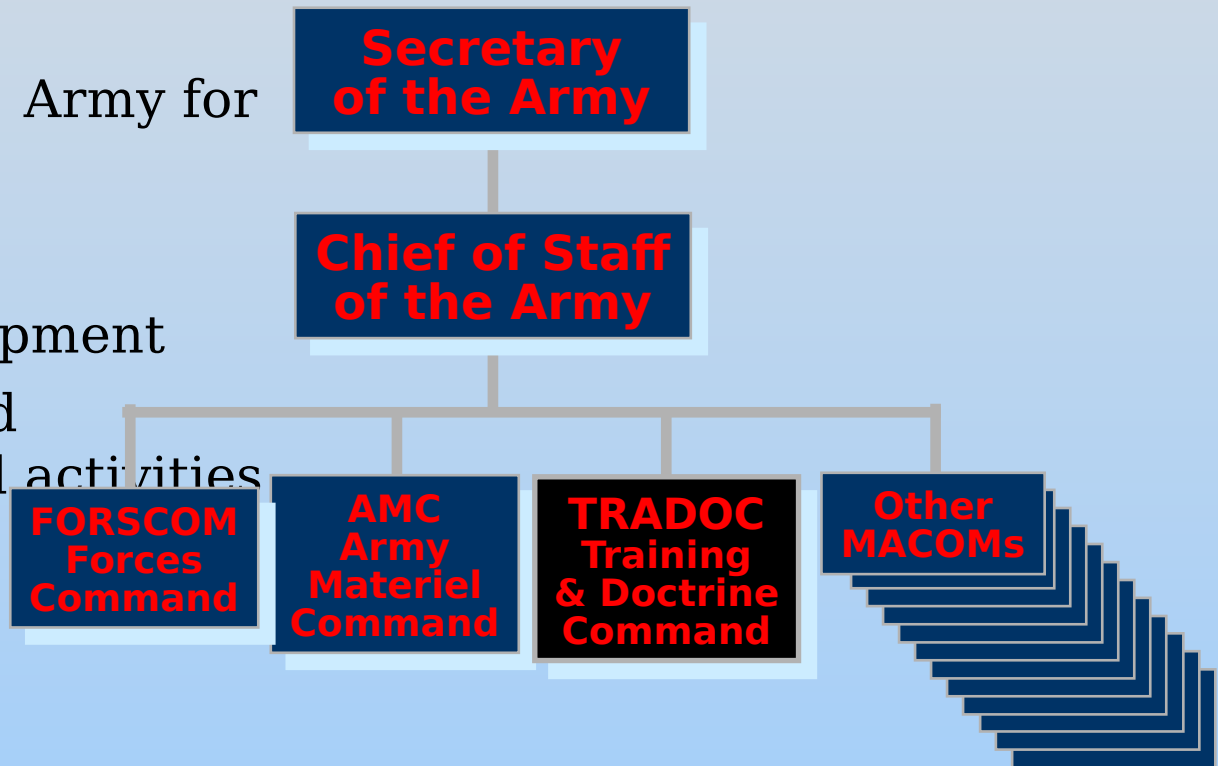 Secretary
of the Army
Army for
Chief of Staff
of the Army
pment
d
l activities
FORSCOM
Forces
Command
AMC
Army
Materiel
Command
TRADOC
Training
& Doctrine
Command
Other
MACOMs